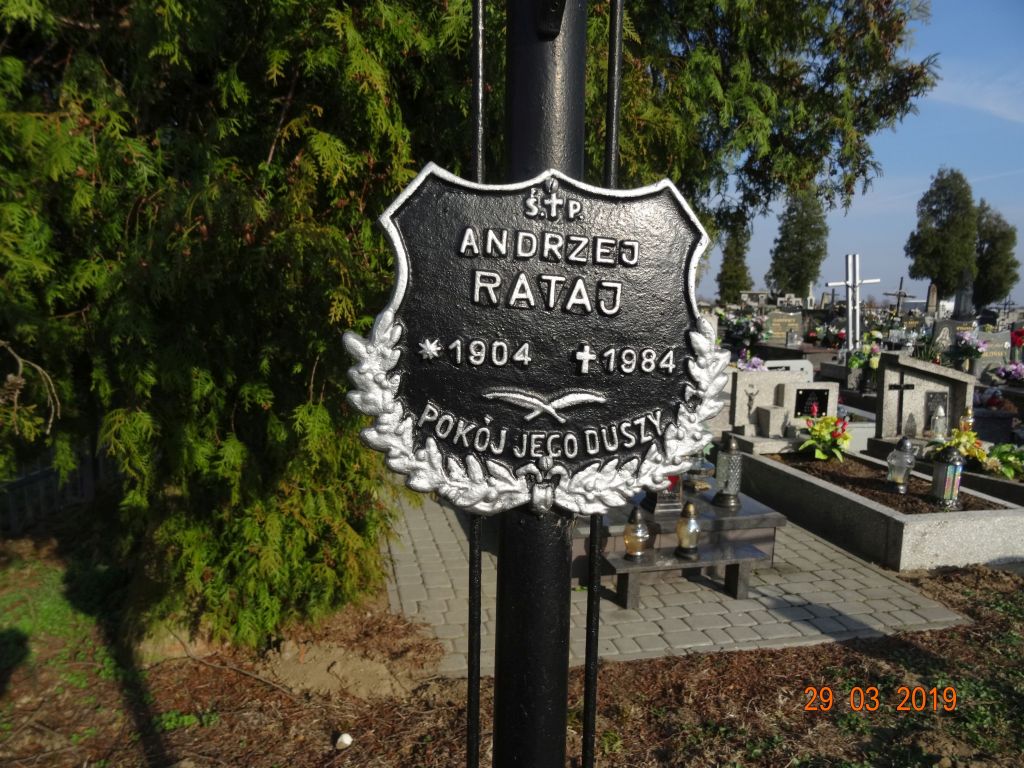 Ś.✝P.
ANDRZEJ
RATAJ
*1904 ✝1984
POKÓJ JEGO DUSZY
29 03 2019